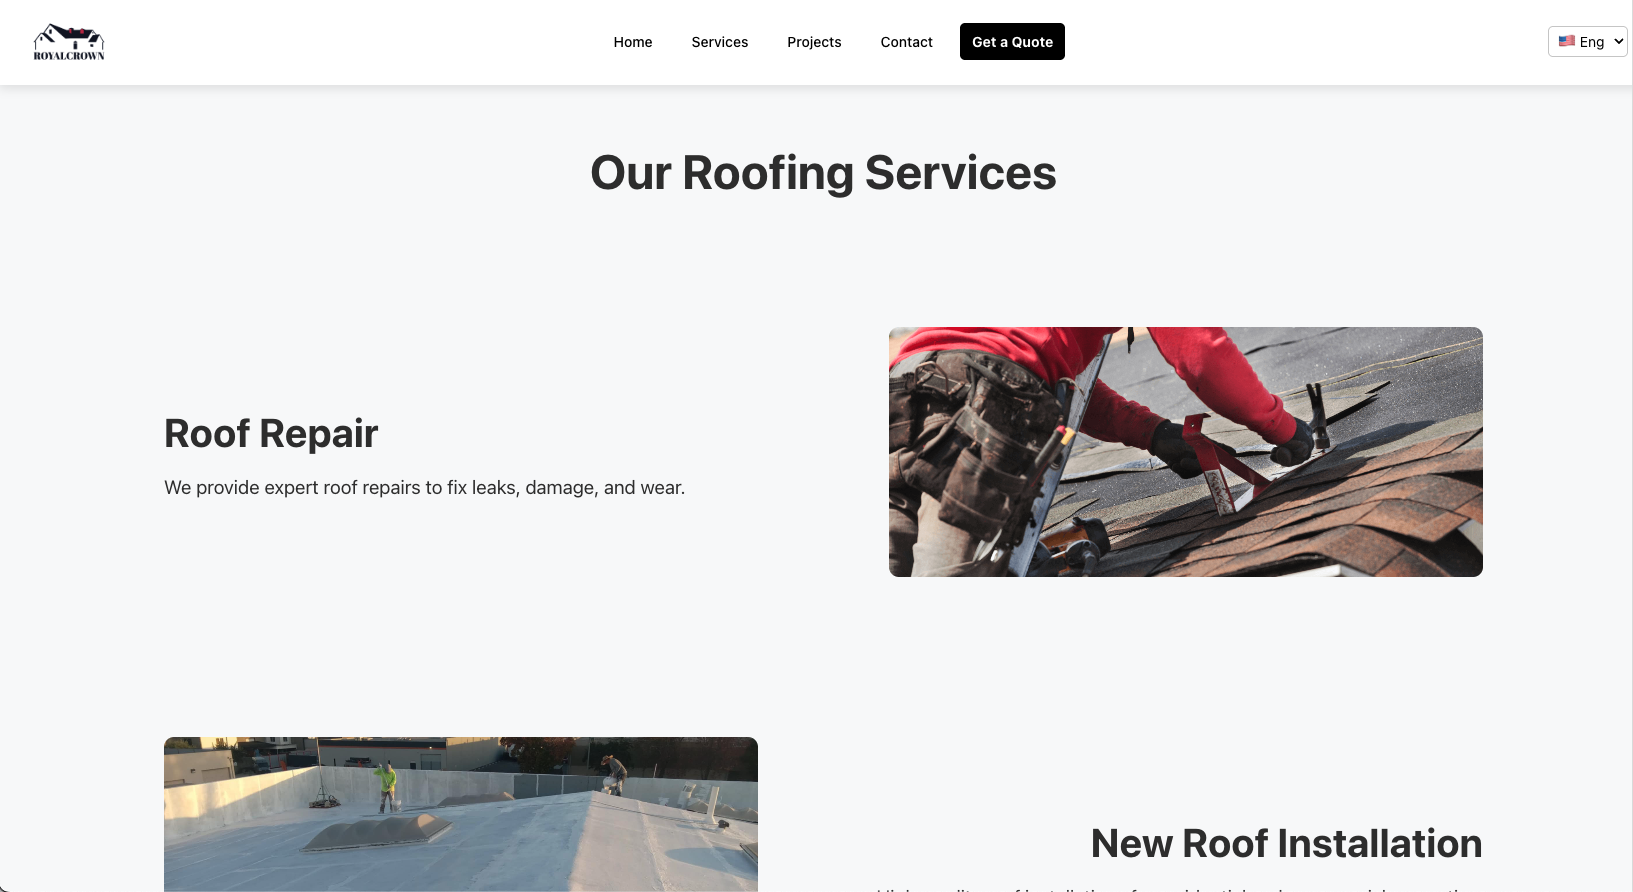 ROYALCROWN
Home
Services
Projects
Contact
Get a Quote
🇺🇸 Eng
Our Roofing Services
Roof Repair
We provide expert roof repairs to fix leaks, damage, and wear.
New Roof Installation